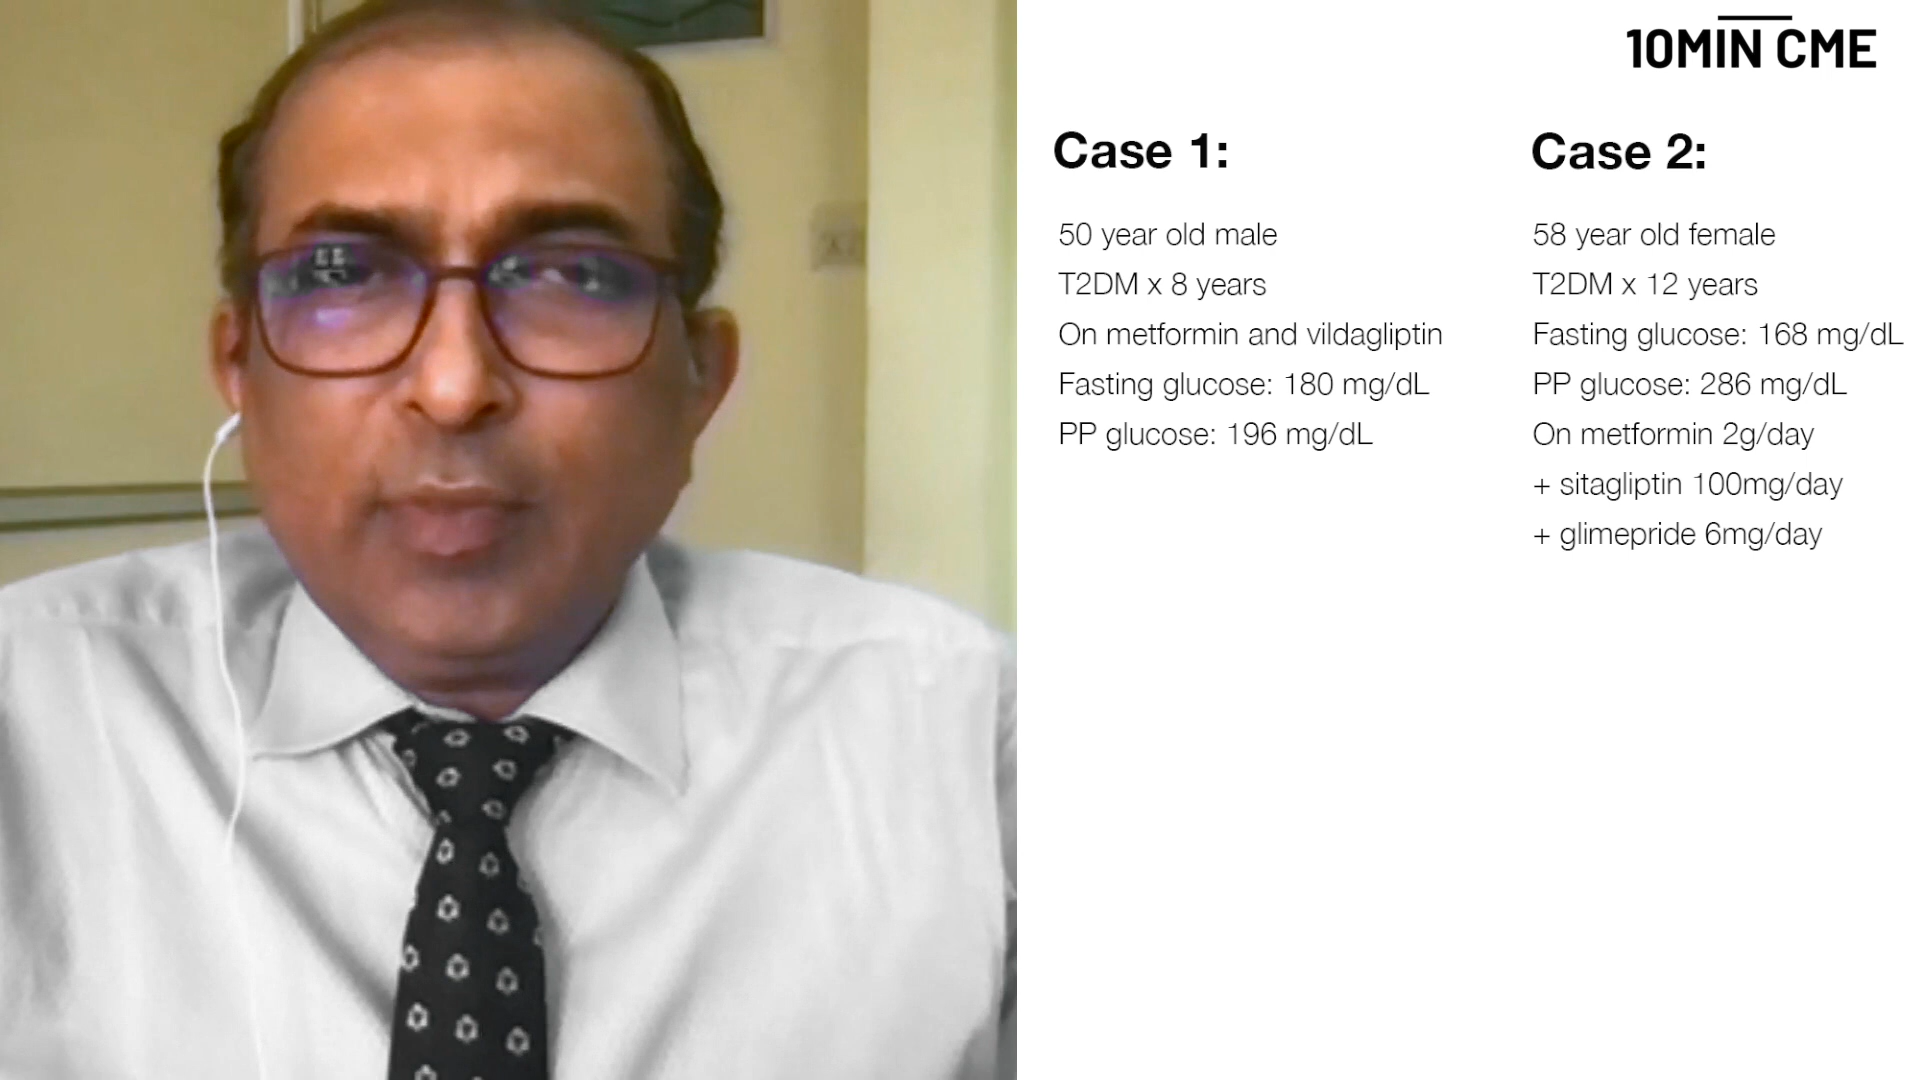 10MIN CME
Case 1:
50 year old male
T2DM x 8 years
On metformin and vildagliptin
Fasting glucose: 180 mg/dL
PP glucose: 196 mg/dL
Case 2:
58 year old female
T2DM x 12 years
Fasting glucose: 168 mg/dL
PP glucose: 286 mg/dL
On metformin 2g/day
+ sitagliptin 100mg/day
+ glimepride 6mg/day